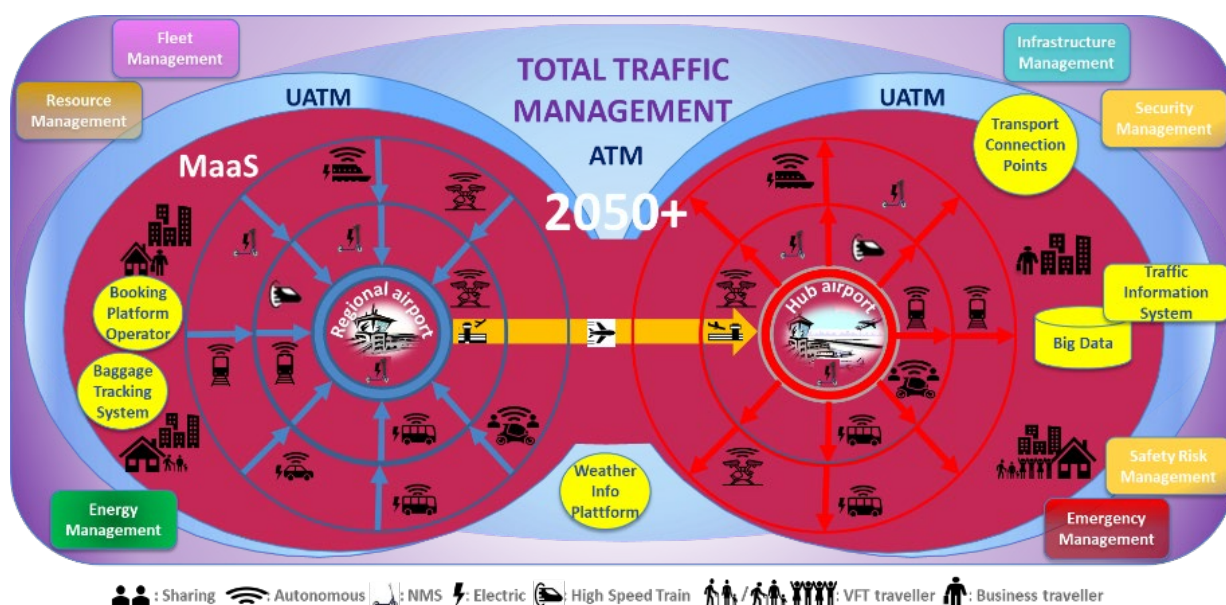 Fleet
Management
Resource
Management
Infrastructure
Management
Security
Management
TOTAL TRAFFIC
MANAGEMENT
UATM
ATM
UATM
2050+
MaaS
Transport
Connection
Points
Booking
Platform
Operator
Baggage
Tracking
System
Regional airport
Hub airport
Traffic
Information
System
Big Data
Weather
Info
Plattform
Energy
Management
Safety Risk
Management
Emergency
Management
: Sharing : Autonomous : NMS : Electric : High Speed Train / : VFT traveller : Business traveller